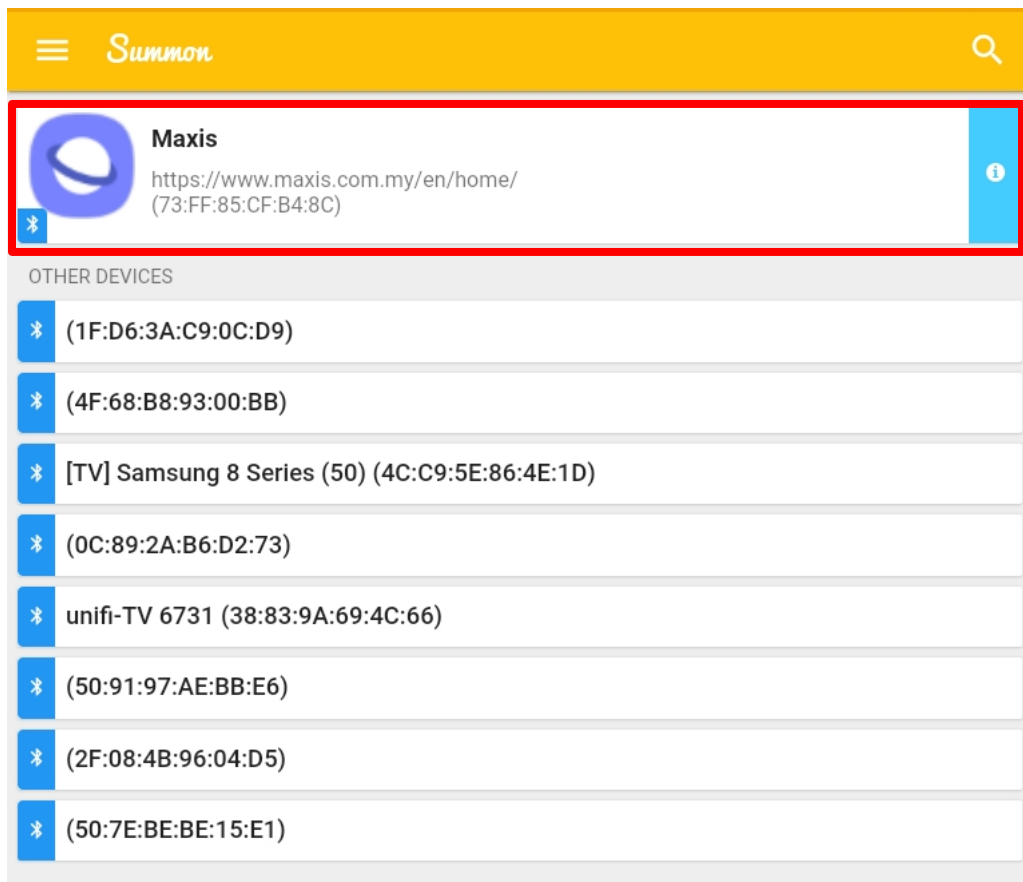 Summon
Maxis
https://www.maxis.com.my/en/home/
(73:FF:85:CF:B4:8C)
OTHER DEVICES
(1F:D6:3A:C9:0C:D9)
(4F:68:B8:93:00:BB)
[TV] Samsung 8 Series (50) (4C:C9:5E:86:4E:1D)
(0C:89:2A:B6:D2:73)
unifi-TV 6731 (38:83:9A:69:4C:66)
(50:91:97:AE:BB:E6)
(2F:08:4B:96:04:D5)
(50:7E:BE:BE:15:E1)